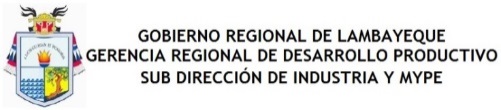 GOBIERNO REGIONAL DE LAMBAYEQUE
GERENCIA REGIONAL DE DESARROLLO PRODUCTIVO
SUB DIRECCIÓN DE INDUSTRIA Y MYPE